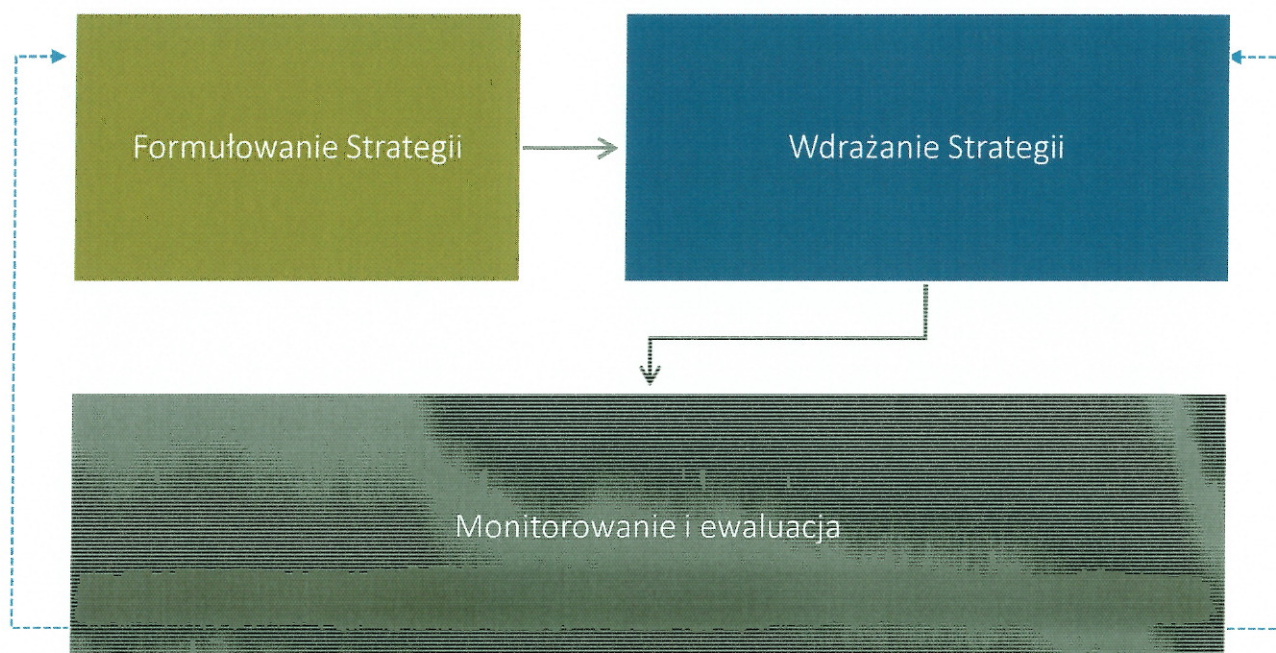 Formułowanie Strategii
Wdrażanie Strategii
Monitorowanie i ewaluacja